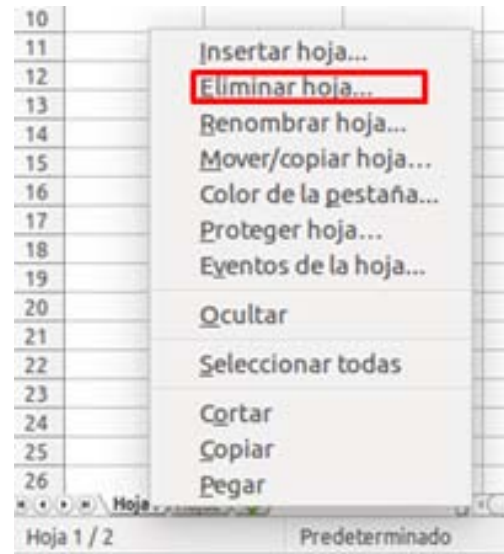 10
11
12
13
14
15
16
17
18
19
20
21
22
23
24
25
26
Insertar hoja...
Eliminar hoja...
Renombrar hoja...
Mover/copiar hoja...
Color de la pestaña...
Proteger hoja...
Eventos de la hoja...
Ocultar
Seleccionar todas
Cortar
Copiar
Pegar
Hoja
Hoja 1 / 2
Predeterminado